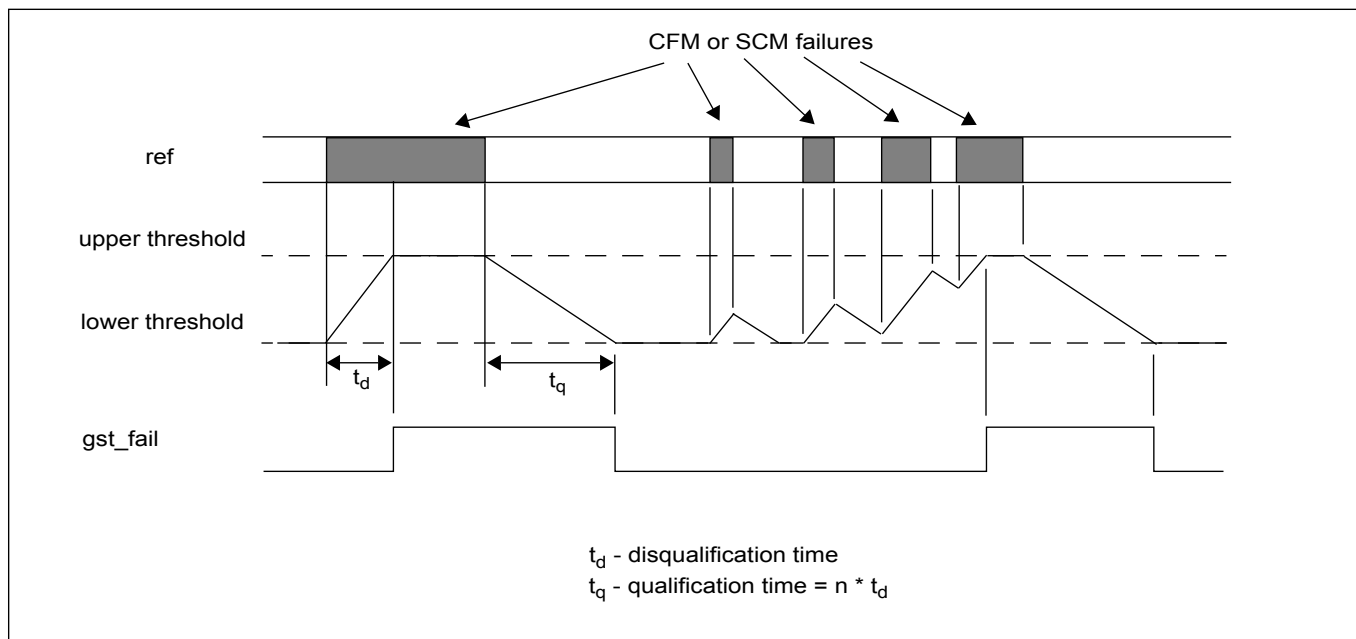 CFM or SCM failures
ref
upper threshold
lower threshold
td
tq
gst_fail
td - disqualification time
tq - qualification time = n * td